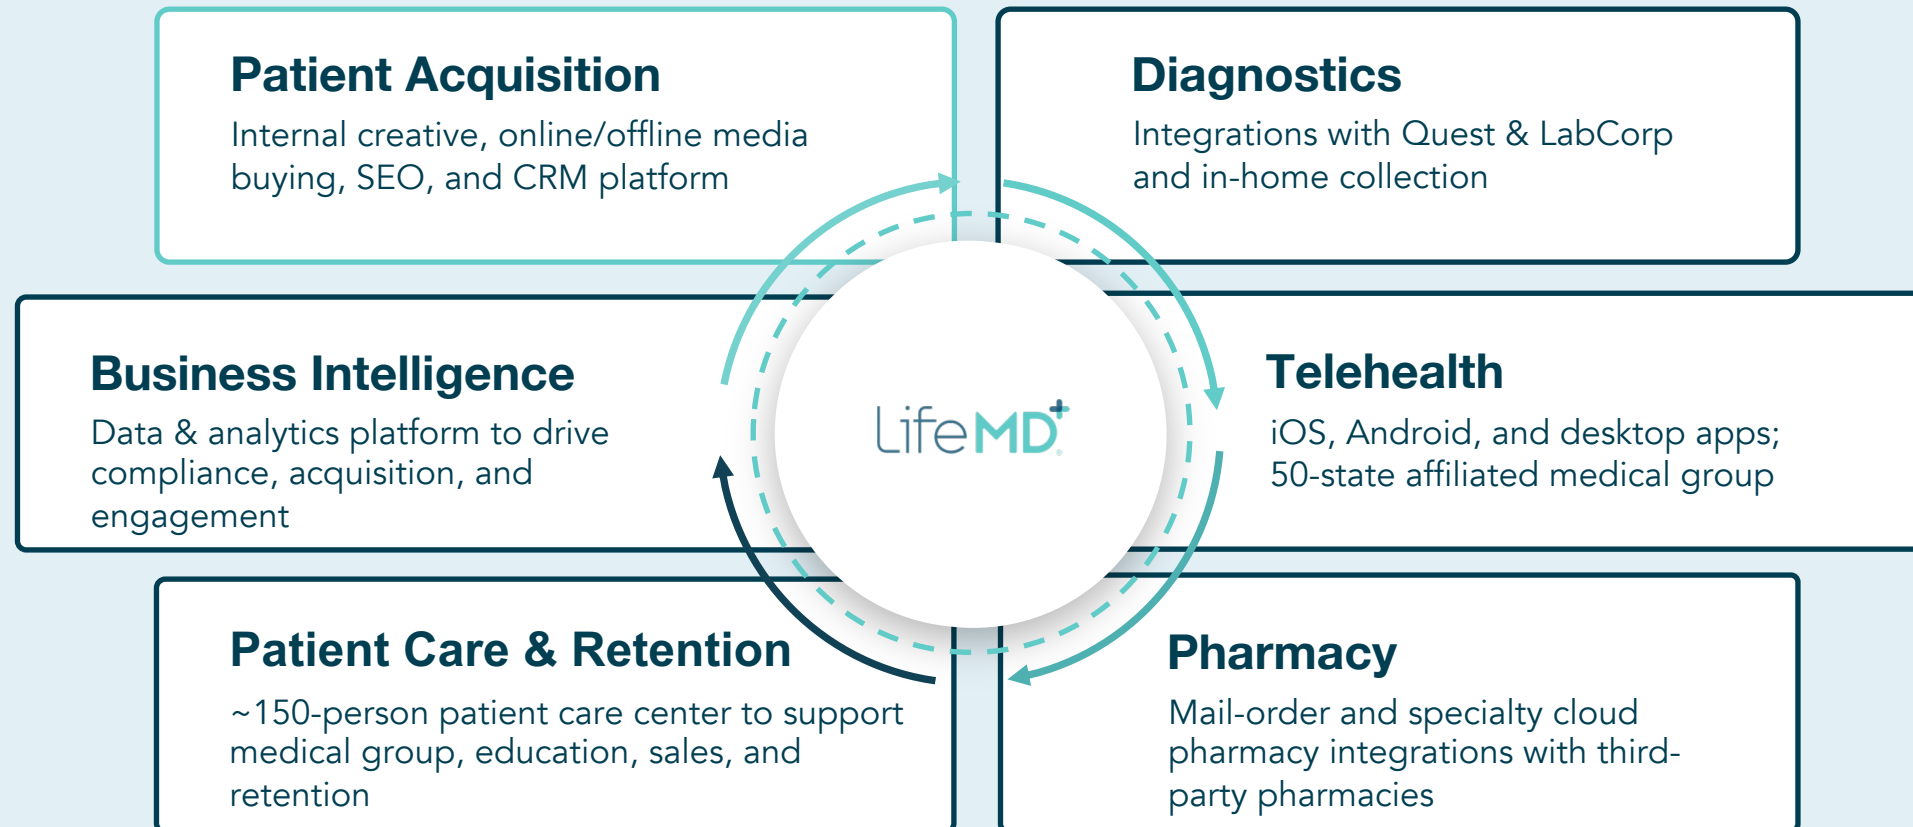 Patient Acquisition
Internal creative, online/offline media
buying, SEO, and CRM platform
Diagnostics
Integrations with Quest & LabCorp
and in-home collection
Business Intelligence
Data & analytics platform to drive
compliance, acquisition, and
engagement
LifeMD+
Telehealth
iOS, Android, and desktop apps;
50-state affiliated medical group
Patient Care & Retention
~150-person patient care center to support
medical group, education, sales, and
retention
Pharmacy
Mail-order and specialty cloud
pharmacy integrations with third-
party pharmacies